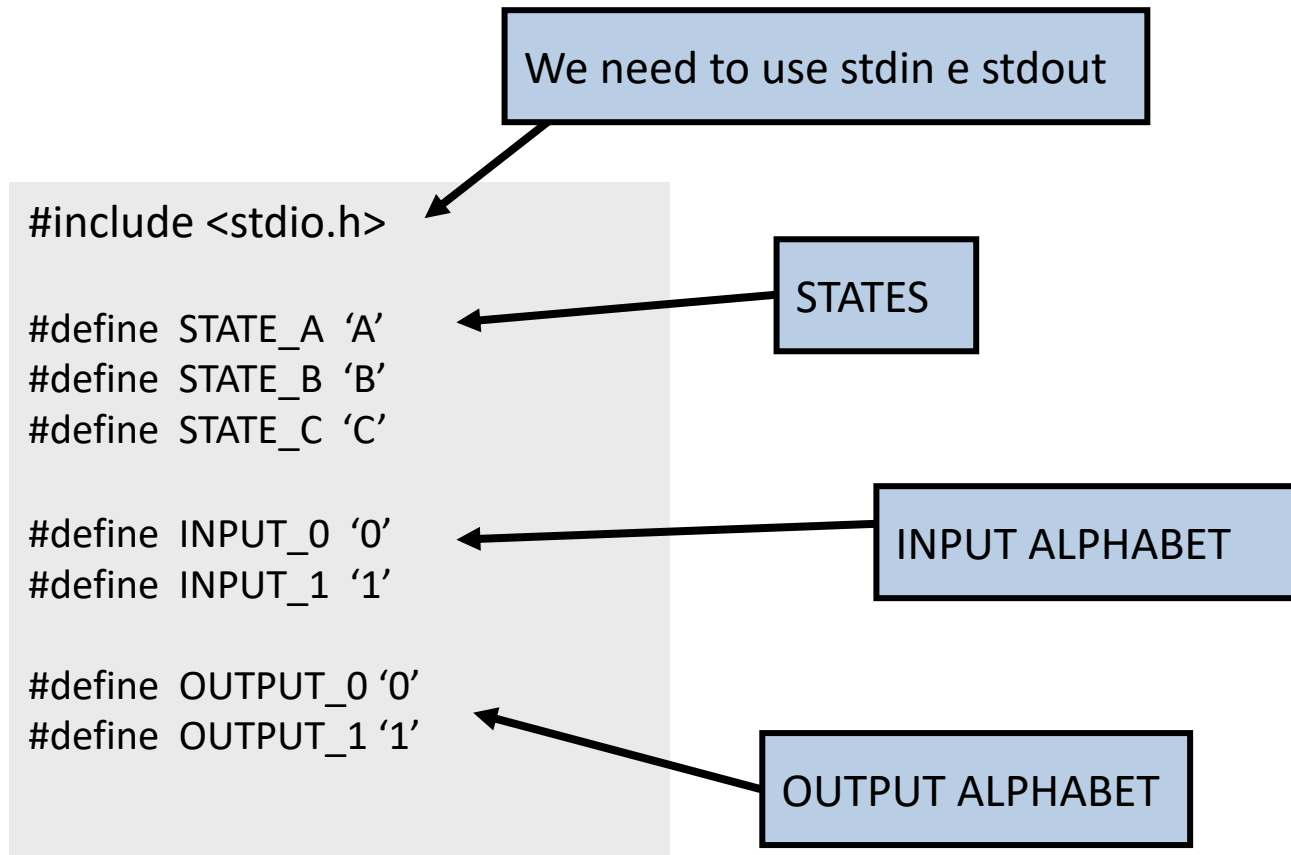 We need to use stdin e stdout
#include <stdio.h>
STATES
#define STATE_A ‘A’
#define STATE_B ‘B’
#define STATE_C ‘C’
#define INPUT_0 ‘0’
INPUT ALPHABET
#define INPUT_1 ‘1’
#define OUTPUT_0 ‘0’
#define OUTPUT_1 ‘1’
OUTPUT ALPHABET